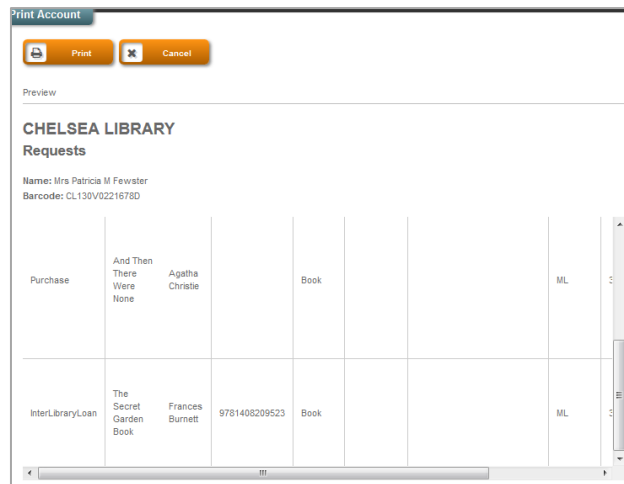 Print Account
Print Cancel
Preview
CHELSEA LIBRARY
Requests
Name: Mrs Patricia M Fewster
Barcode: CL130V0221678D
Purchase And Then There Were None Agatha Christie Book ML
InterLibraryLoan The Secret Garden Book Frances Burnett 9781408209523 Book ML